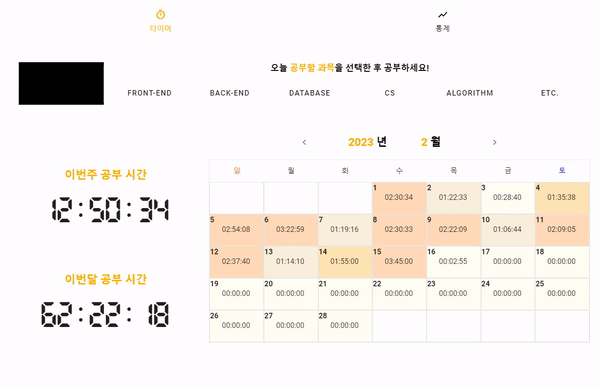 타이머
통계
오늘 공부할 과목을 선택한 후 공부하세요!
FRONT-END BACK-END DATABASE CS ALGORITHM ETC.
< 2023 년 2 월 >
일 월 화 수 목 금 토
1 2 3 4
02:30:34 01:22:33 00:28:40 01:35:38
5 6 7 8 9 10 11
02:54:08 03:22:59 01:19:16 02:30:33 02:22:09 01:06:44 02:09:05
12 13 14 15 16 17 18
02:37:40 01:14:10 01:55:00 03:45:00 00:02:55 00:00:00 00:00:00
19 20 21 22 23 24 25
00:00:00 00:00:00 00:00:00 00:00:00 00:00:00 00:00:00 00:00:00
26 27 28
00:00:00 00:00:00 00:00:00
이번주 공부 시간
12:50:34
이번달 공부 시간
62:22:18